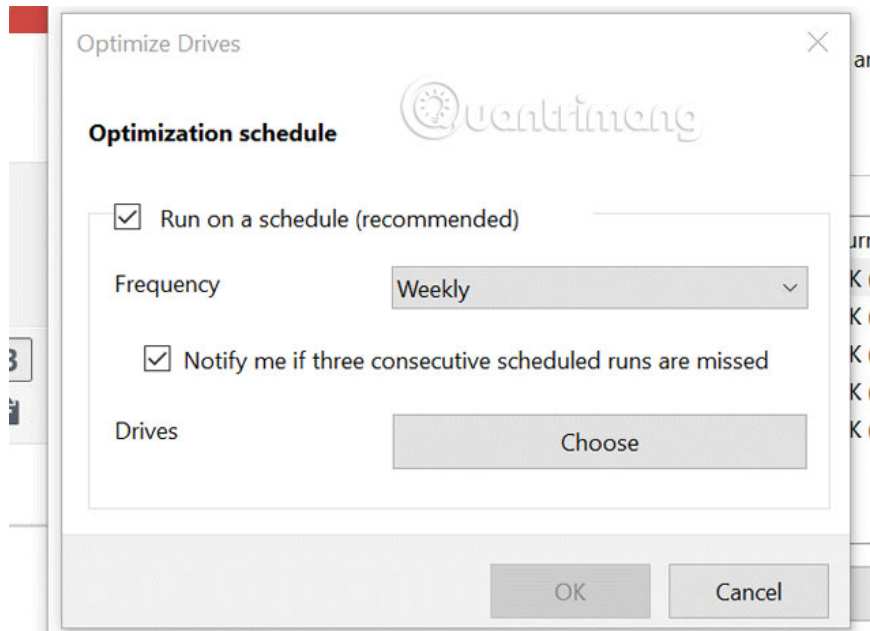 Optimize Drives
Quantrimang
Optimization schedule
Run on a schedule (recommended)
Frequency
Weekly
Notify me if three consecutive scheduled runs are missed
Drives
Choose
OK
Cancel